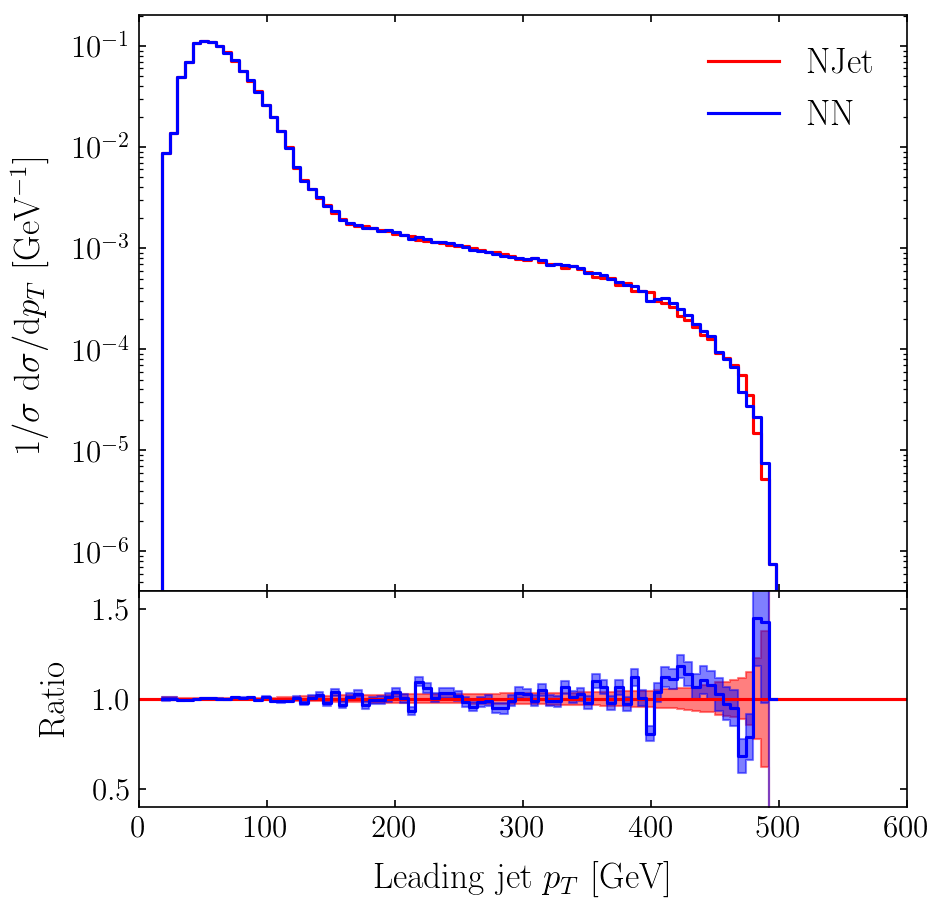 1/σ dσ/dp_T [GeV⁻¹]
10⁻¹
10⁻²
10⁻³
10⁻⁴
10⁻⁵
10⁻⁶
NJet
NN
Ratio
1.5
1.0
0.5
0 100 200 300 400 500 600
Leading jet p_T [GeV]